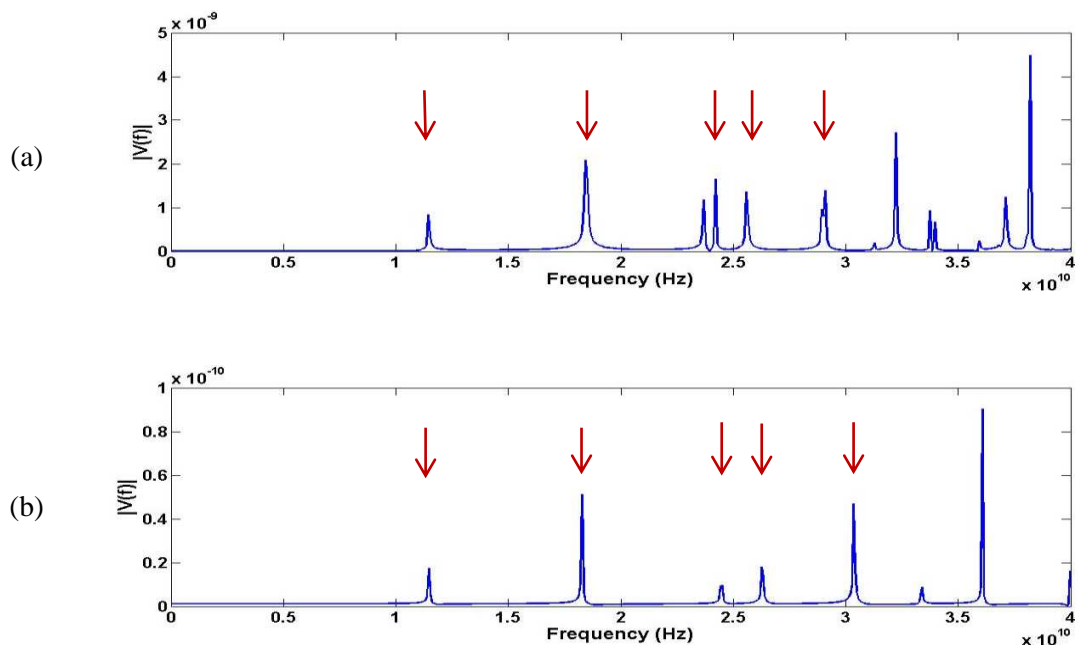 (a)
× 10⁻⁹
|V(f)|
5
4
3
2
1
0
0 0.5 1 1.5 2 2.5 3 3.5 4
Frequency (Hz)
× 10¹⁰
(b)
× 10⁻¹⁰
|V(f)|
1
0.8
0.6
0.4
0.2
0
0 0.5 1 1.5 2 2.5 3 3.5 4
Frequency (Hz)
× 10¹⁰